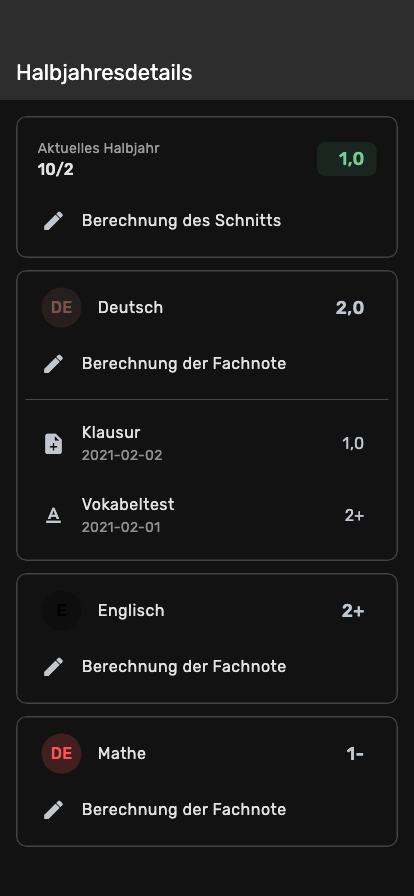 Halbjahresdetails
Aktuelles Halbjahr
10/2
1,0
Berechnung des Schnitts
DE
Deutsch
2,0
Berechnung der Fachnote
Klausur
2021-02-02
1,0
Vokabeltest
2021-02-01
2+
E
Englisch
2+
Berechnung der Fachnote
DE
Mathe
1-
Berechnung der Fachnote